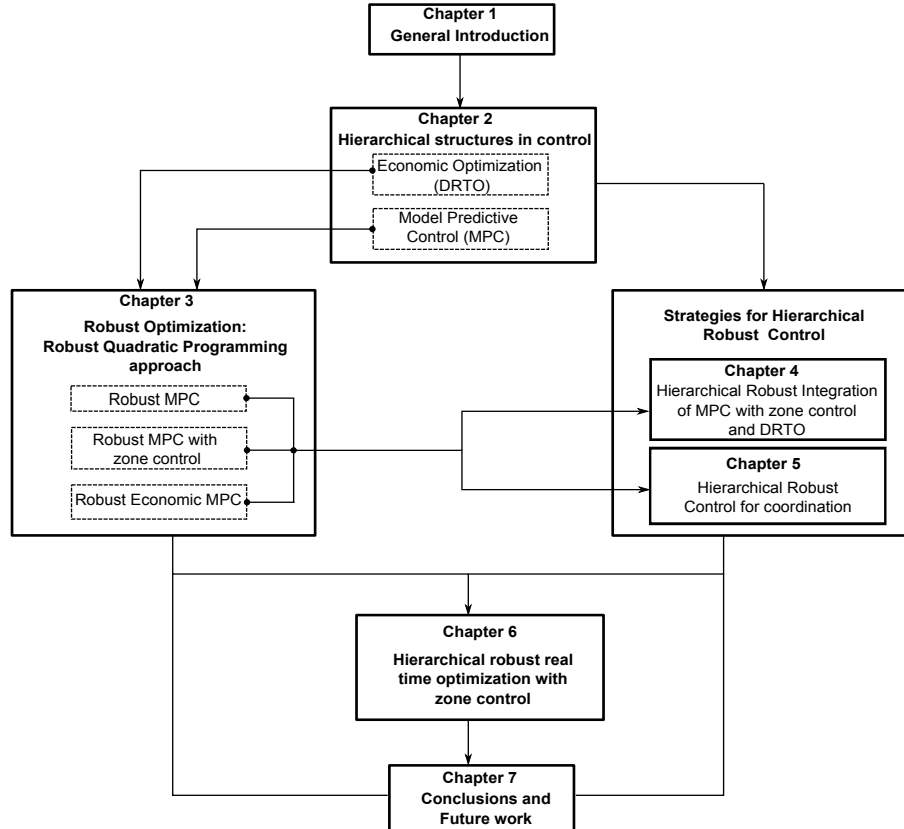 Chapter 1
General Introduction
Chapter 2
Hierarchical structures in control
Economic Optimization
(DRTO)
Model Predictive
Control (MPC)
Chapter 3
Robust Optimization:
Robust Quadratic Programming
approach
Robust MPC
Robust MPC with
zone control
Robust Economic MPC
Strategies for Hierarchical
Robust Control
Chapter 4
Hierarchical Robust Integration
of MPC with zone control
and DRTO
Chapter 5
Hierarchical Robust
Control for coordination
Chapter 6
Hierarchical robust real
time optimization with
zone control
Chapter 7
Conclusions and
Future work